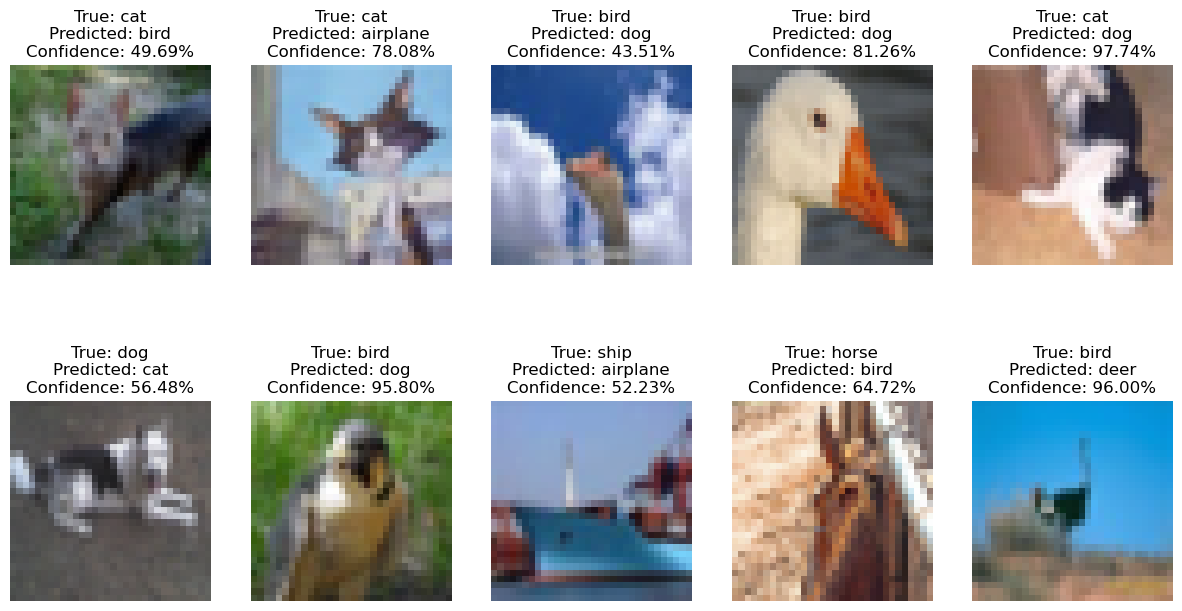 True: cat
Predicted: bird
Confidence: 49.69%
True: cat
Predicted: airplane
Confidence: 78.08%
True: bird
Predicted: dog
Confidence: 43.51%
True: bird
Predicted: dog
Confidence: 81.26%
True: cat
Predicted: dog
Confidence: 97.74%
True: dog
Predicted: cat
Confidence: 56.48%
True: bird
Predicted: dog
Confidence: 95.80%
True: ship
Predicted: airplane
Confidence: 52.23%
True: horse
Predicted: bird
Confidence: 64.72%
True: bird
Predicted: deer
Confidence: 96.00%